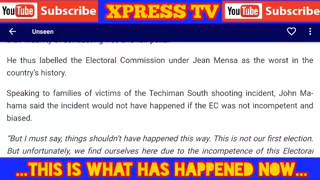 YouTube Subscribe XPRESS TV YouTube Subscribe
Unseen
He thus labelled the Electoral Commission under Jean Mensa as the worst in
the country's history.
Speaking to families of victims of the Techiman South shooting incident, John Ma-
hama said the incident would not have happened if the EC was not incompetent and
biased.
"But I must say, things shouldn't have happened this way. This is not our first election.
But unfortunately, we find ourselves here due to the incompetence of this Electoral
...THIS IS WHAT HAS HAPPENED NOW...